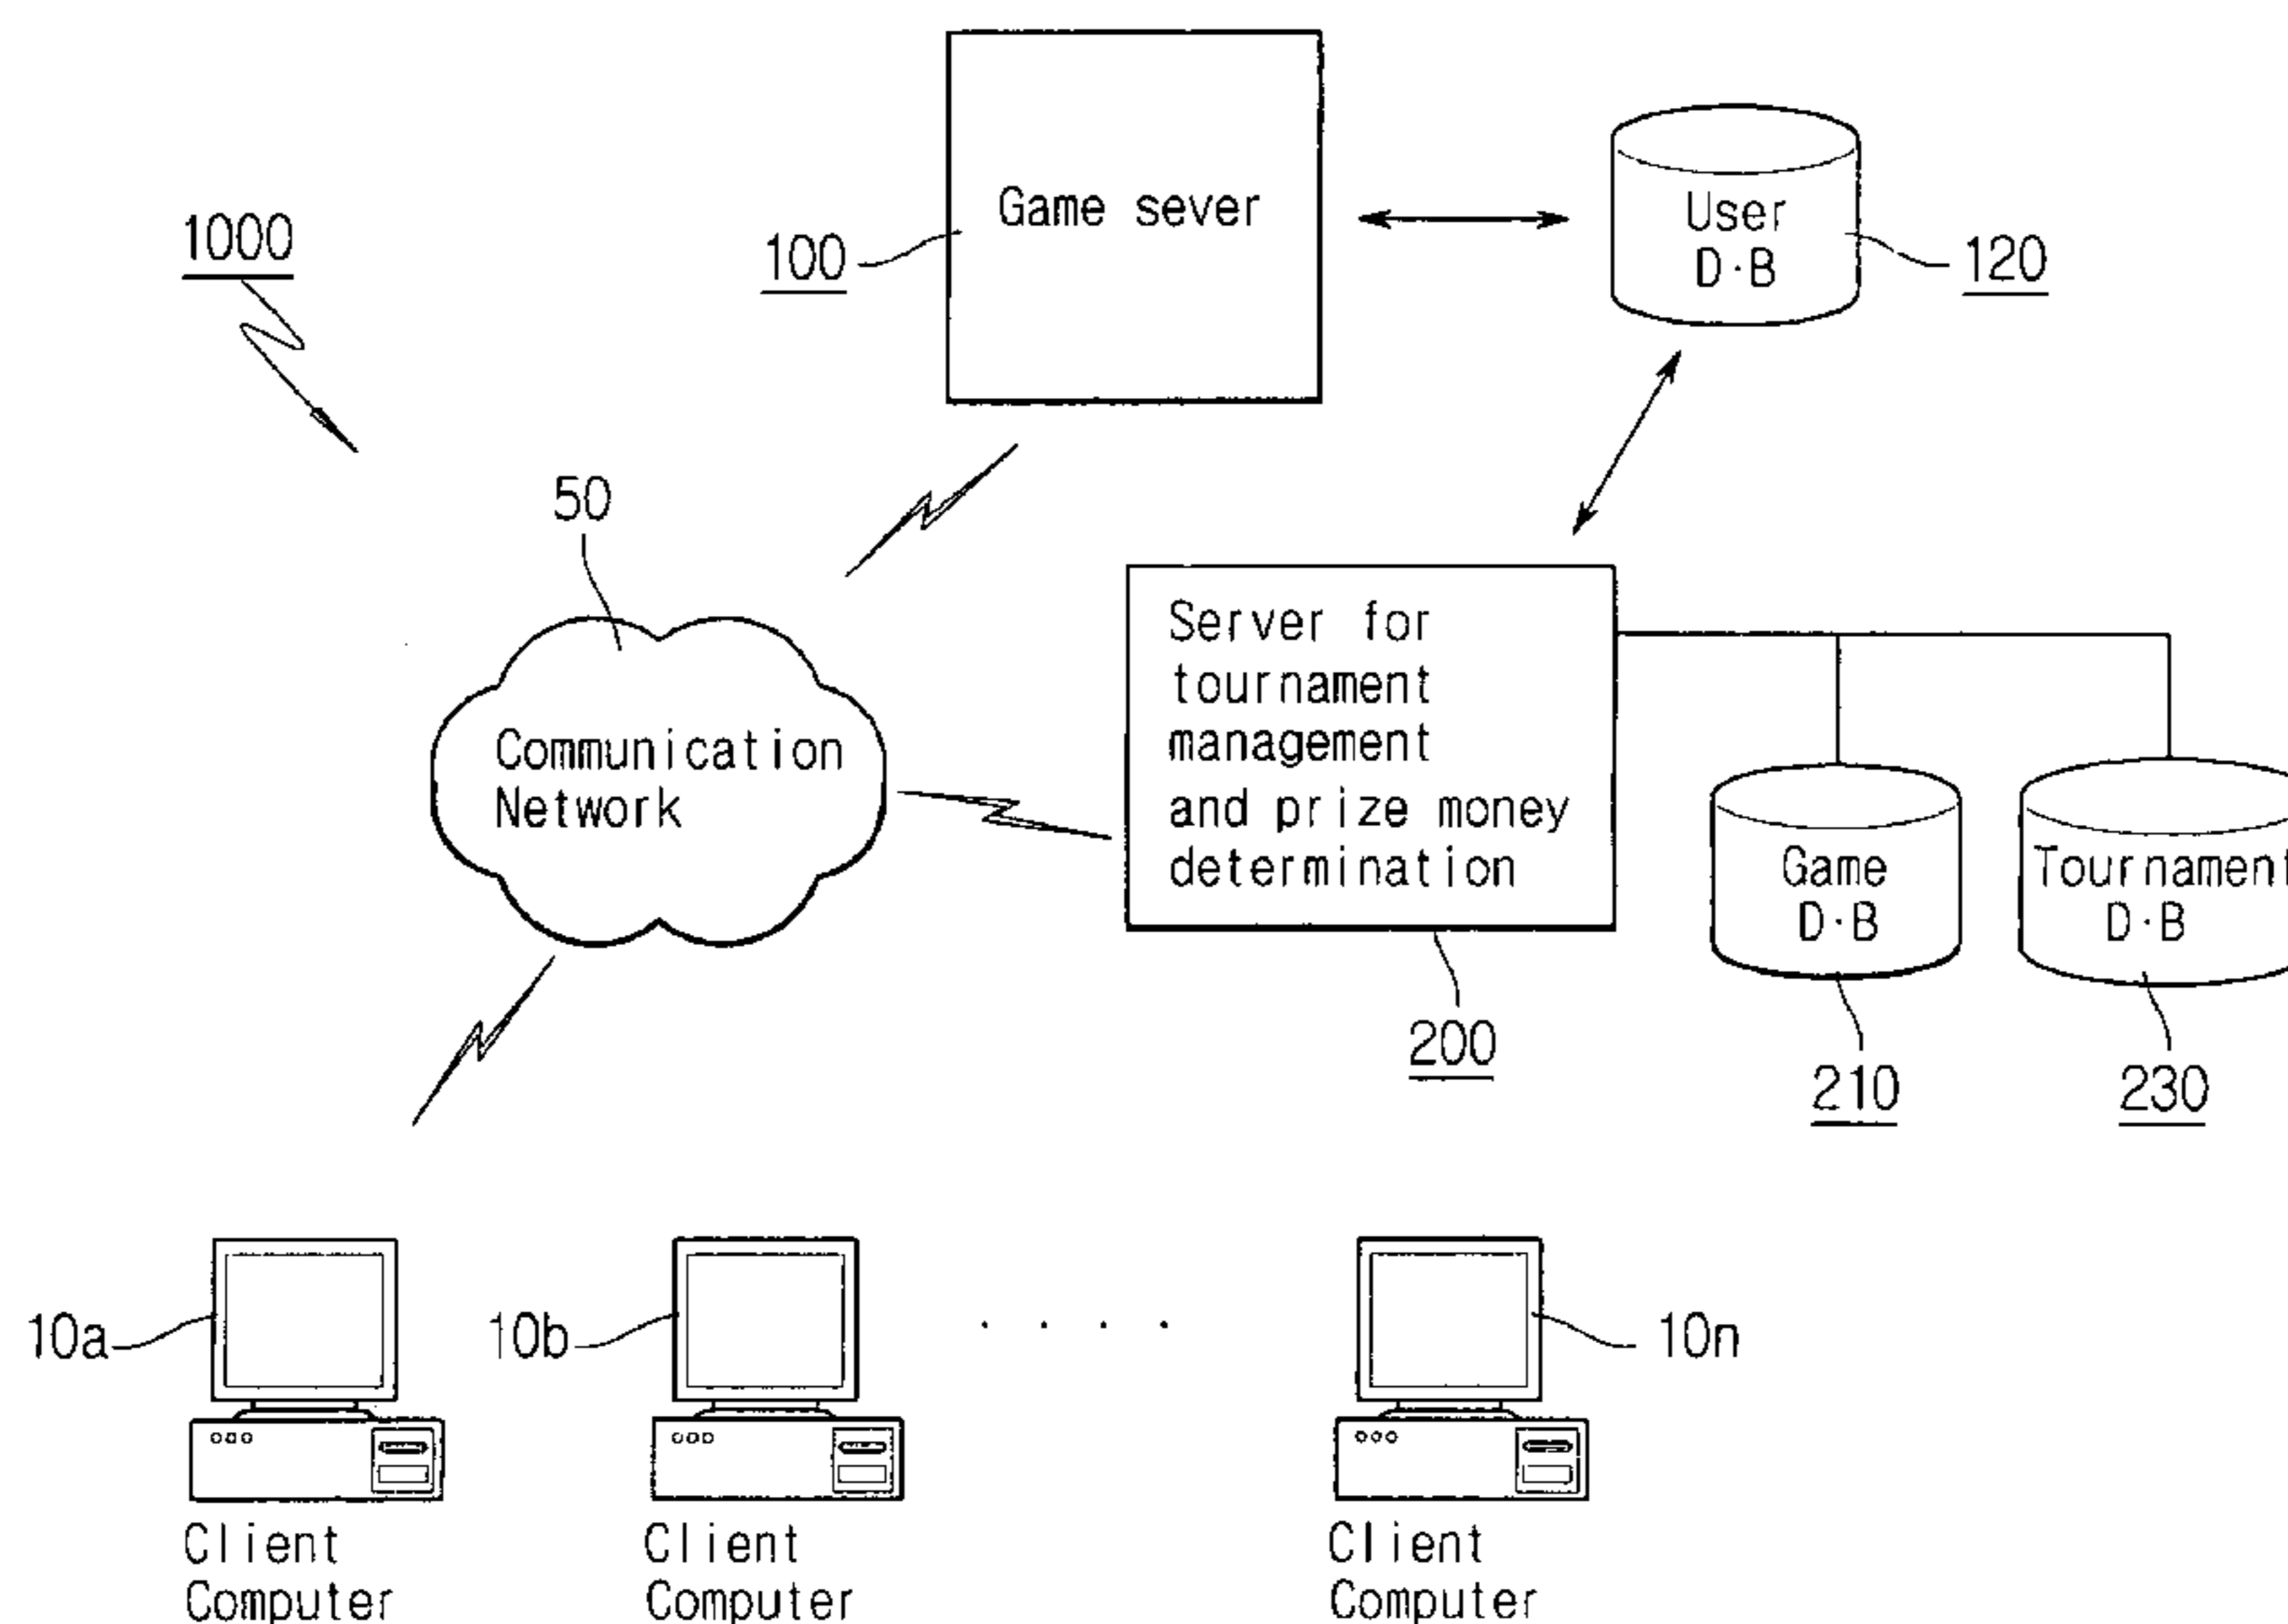 1000
100
Game sever
User
D·B
120
50
Communication
Network
Server for
tournament
management
and prize money
determination
200
Game
D·B
210
Tournament
D·B
230
10a
10b
. . . .
10n
Client
Computer
Client
Computer
Client
Computer